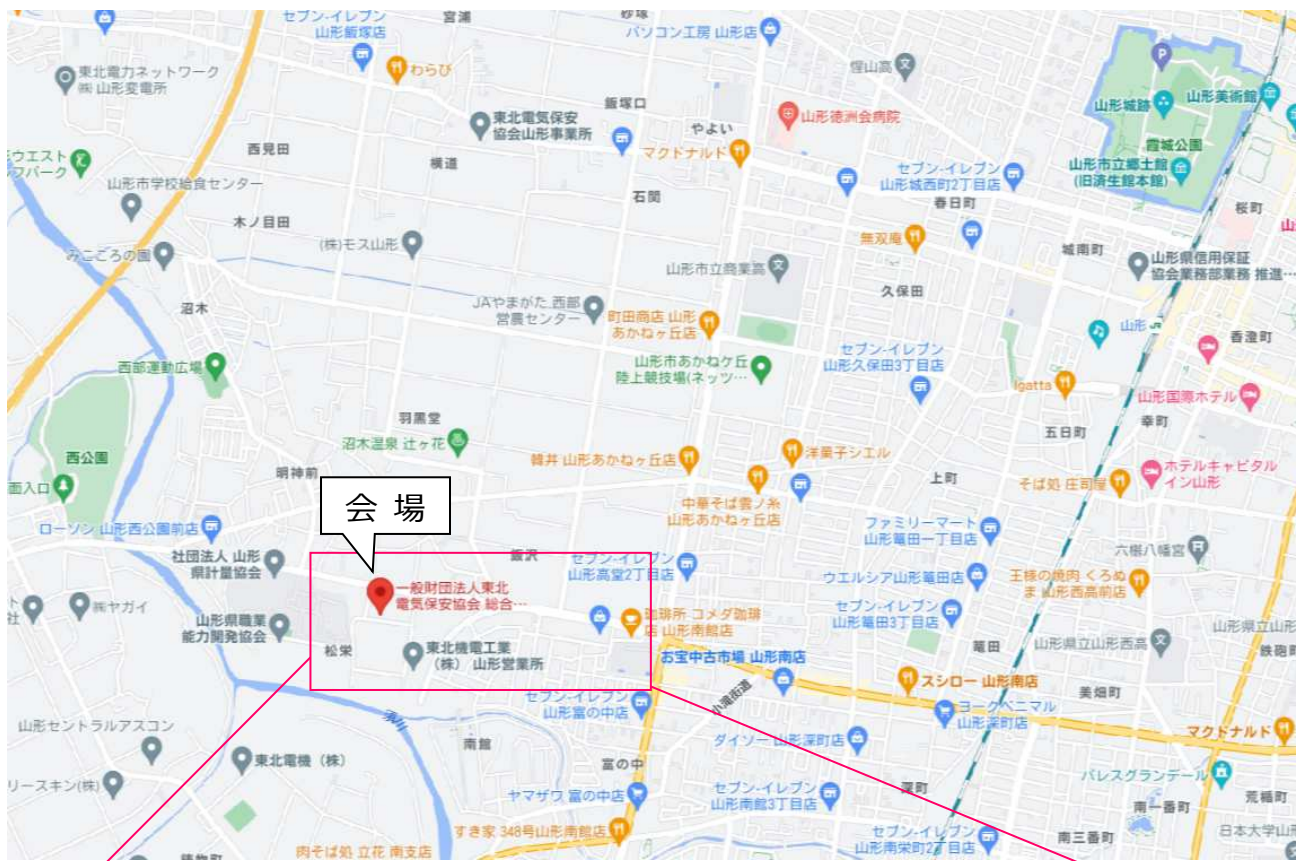 セブン-イレブン
山形飯塚店
宮浦
砂塚
パソコン工房 山形店
東北電力ネットワーク
㈱ 山形変電所
わらび
惺山高
P
山形城跡
山形美術館
飯塚口
東北電気保安
協会山形事業所
やよい
山形徳洲会病院
マクドナルド
霞城公園
西見田
横道
山形市立郷土館
(旧済生館本館)
セブン-イレブン
山形城西町2丁目店
山形市学校給食センター
石関
春日町
桜町
木ノ目田
(株)モス山形
無双庵
城南町
みこころの園
山形市立商業高
山形県信用保証
協会業務部業務 推進…
久保田
沼木
JAやまがた 西部
営農センター
町田商店 山形
あかねヶ丘店
山形
香澄町
西部運動広場
山形市あかねケ丘
陸上競技場(ネッツ…
セブン-イレブン
山形久保田3丁目店
Igatta
山形国際ホテル
羽黒堂
沼木温泉 辻ヶ花
幸町
五日町
西公園
明神前
韓丼 山形あかねヶ丘店
洋菓子シエル
上町
そば処 庄司屋
ホテルキャピタル
イン山形
会 場
中華そば雲ノ糸
山形あかねヶ丘店
ローソン 山形西公園前店
ファミリーマート
山形篭田一丁目店
社団法人 山形
県計量協会
飯沢
セブン-イレブン
山形高堂2丁目店
六椹八幡宮
ウエルシア山形篭田店
王様の焼肉 くろぬ
ま 山形西高前店
一般財団法人東北
電気保安協会 総合…
㈱ヤガイ
山形県職業
能力開発協会
珈琲所 コメダ珈琲
店 山形南館店
セブン-イレブン
山形篭田3丁目店
松栄
東北機電工業
(株) 山形営業所
お宝中古市場 山形南店
篭田
山形県立山形西高
鉄砲町
スシロー 山形南店
美畑町
セブン-イレブン
山形富の中店
小滝街道
ヨークベニマル
山形深町店
山形セントラルアスコン
南館
ダイソー 山形深町店
マクドナルド
東北電機（株）
富の中
パレスグランデール
ヤマザワ 富の中店
セブン-イレブン
山形南館3丁目店
深町
南一番町
荒楯町
すき家 348号山形南館店
セブン-イレブン
山形南栄町2丁目店
南三番町
肉そば処 立花 南支店